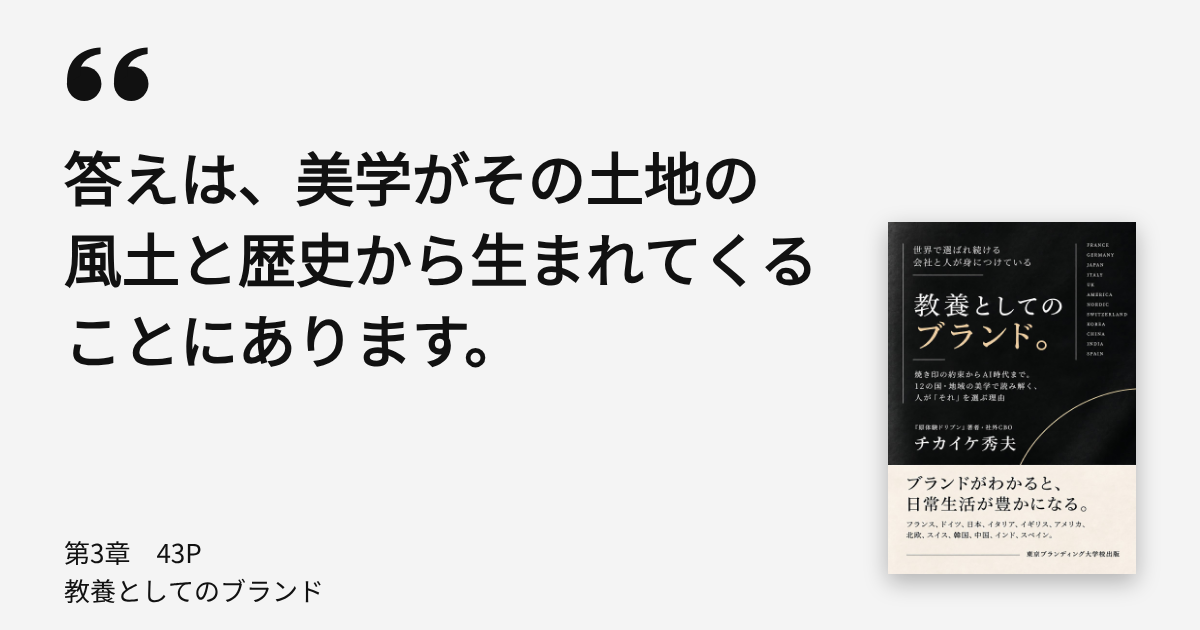 “
答えは、美学がその土地の
風土と歴史から生まれてくる
ことにあります。
第3章　43P
教養としてのブランド
世界で選ばれ続ける
会社と人が身につけている
教養としての
ブランド。
焼き印の約束からAI時代まで。
12の国・地域の美学で読み解く、
人が「それ」を選ぶ理由
『原体験ドリブン』著者・社外CBO
チカイケ秀夫
FRANCE
GERMANY
JAPAN
ITALY
UK
AMERICA
NORDIC
SWITZERLAND
KOREA
CHINA
INDIA
SPAIN
ブランドがわかると、
日常生活が豊かになる。
フランス、ドイツ、日本、イタリア、イギリス、アメリカ、
北欧、スイス、韓国、中国、インド、スペイン。
東京ブランディング大学校出版